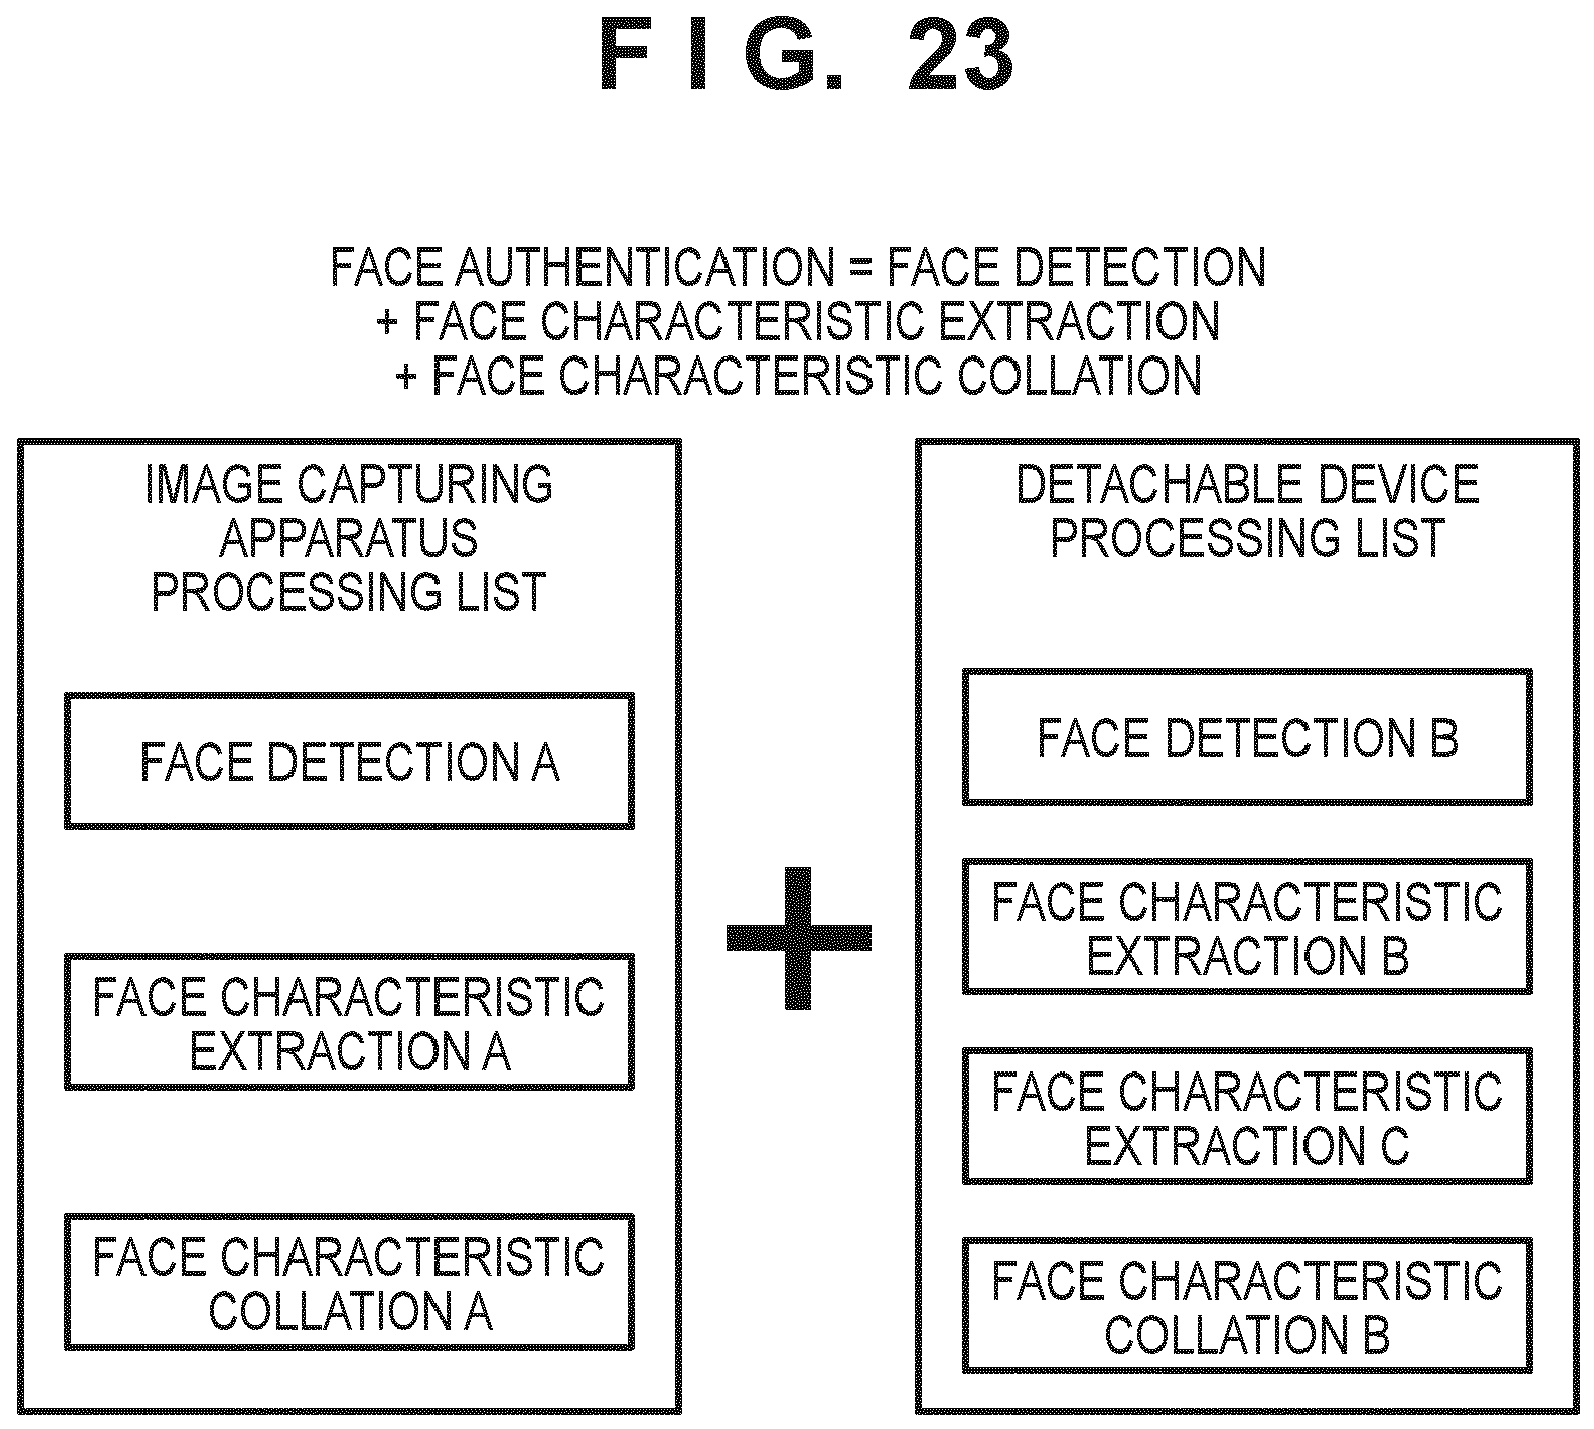 FIG. 23
FACE AUTHENTICATION = FACE DETECTION
+ FACE CHARACTERISTIC EXTRACTION
+ FACE CHARACTERISTIC COLLATION
IMAGE CAPTURING
APPARATUS
PROCESSING LIST
FACE DETECTION A
FACE CHARACTERISTIC
EXTRACTION A
FACE CHARACTERISTIC
COLLATION A
+
DETACHABLE DEVICE
PROCESSING LIST
FACE DETECTION B
FACE CHARACTERISTIC
EXTRACTION B
FACE CHARACTERISTIC
EXTRACTION C
FACE CHARACTERISTIC
COLLATION B